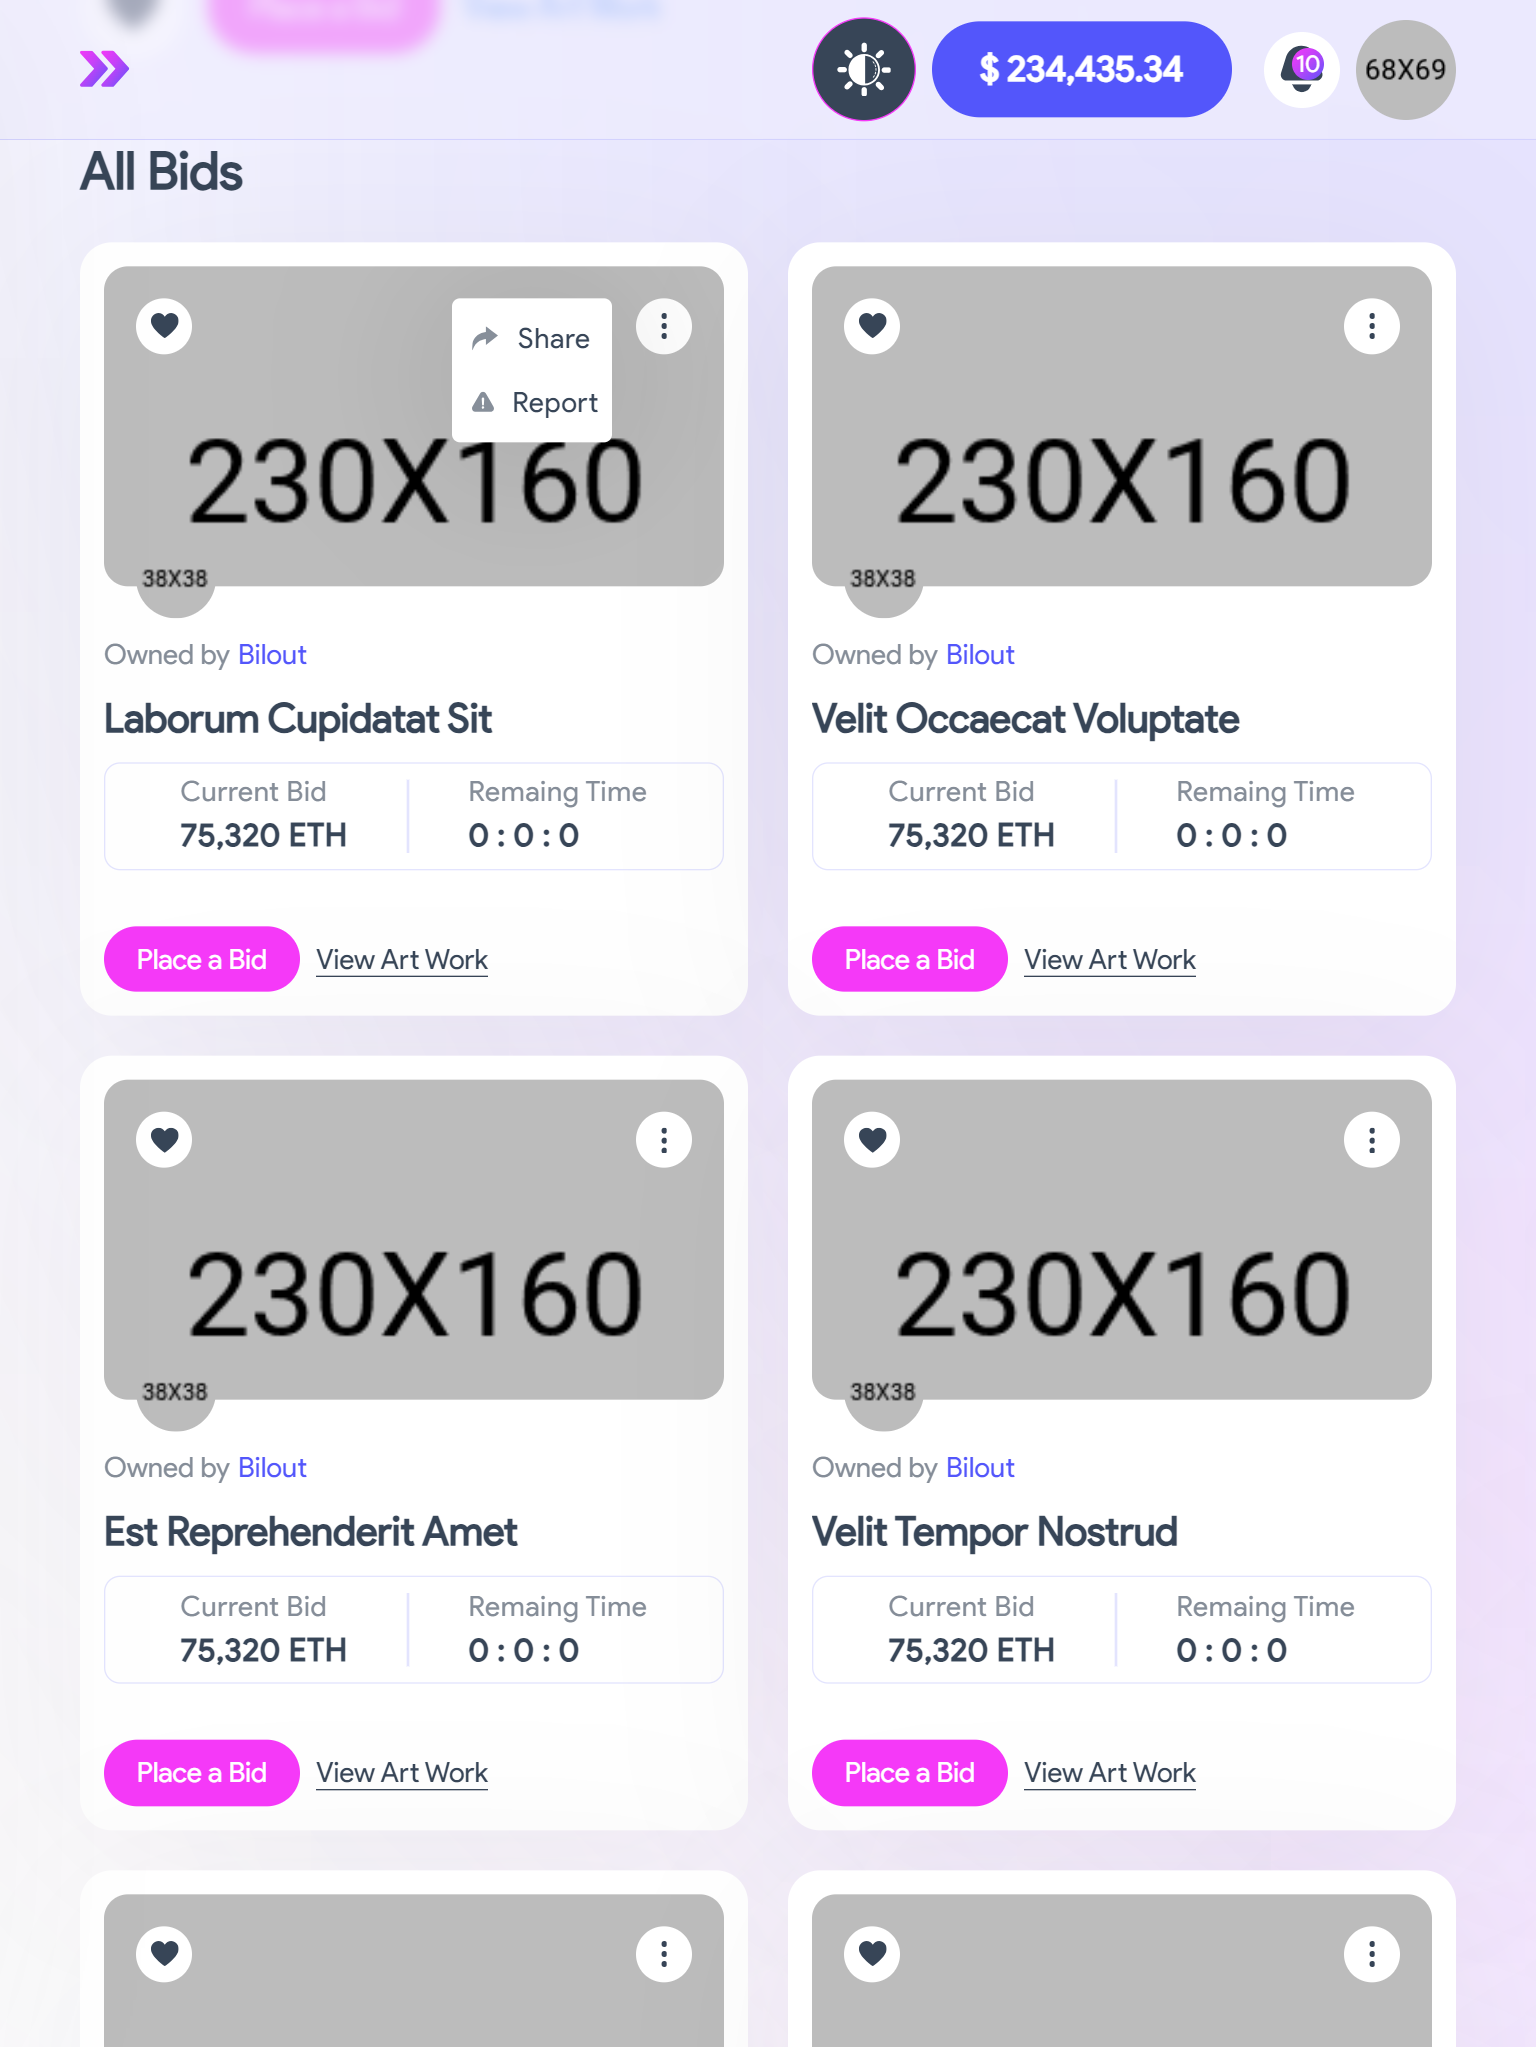 $ 234,435.34
10
68X69
All Bids
Share
Report
230X160
38X38
Owned by Bilout
Laborum Cupidatat Sit
Current Bid
Remaing Time
75,320 ETH
0 : 0 : 0
Place a Bid
View Art Work
230X160
38X38
Owned by Bilout
Velit Occaecat Voluptate
Current Bid
Remaing Time
75,320 ETH
0 : 0 : 0
Place a Bid
View Art Work
230X160
38X38
Owned by Bilout
Est Reprehenderit Amet
Current Bid
Remaing Time
75,320 ETH
0 : 0 : 0
Place a Bid
View Art Work
230X160
38X38
Owned by Bilout
Velit Tempor Nostrud
Current Bid
Remaing Time
75,320 ETH
0 : 0 : 0
Place a Bid
View Art Work